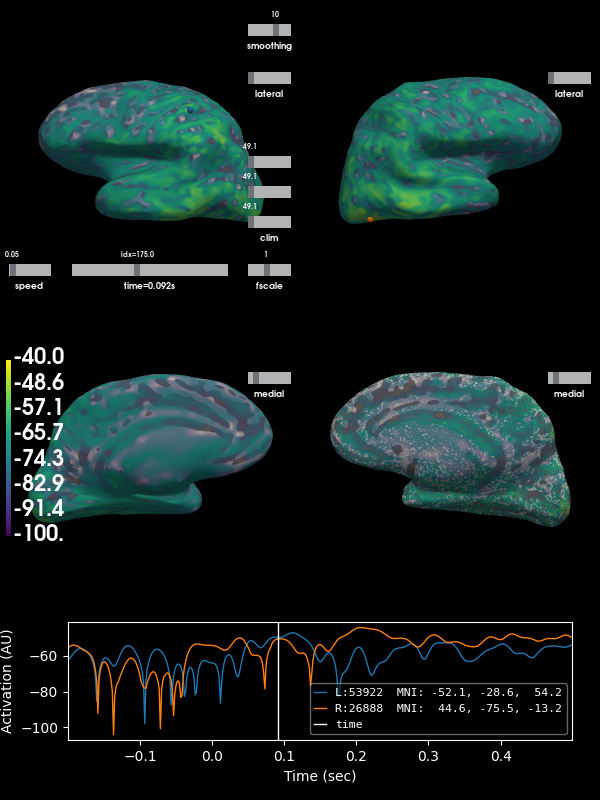 10
smoothing
lateral
lateral
49.1
49.1
49.1
clim
0.05
idx=175.0
1
speed
time=0.092s
fscale
-40.0
-48.6
-57.1
-65.7
-74.3
-82.9
-91.4
-100.
medial
medial
Activation (AU)
−60
−80
−100
L:53922 MNI: -52.1, -28.6, 54.2
R:26888 MNI: 44.6, -75.5, -13.2
time
−0.1 0.0 0.1 0.2 0.3 0.4
Time (sec)